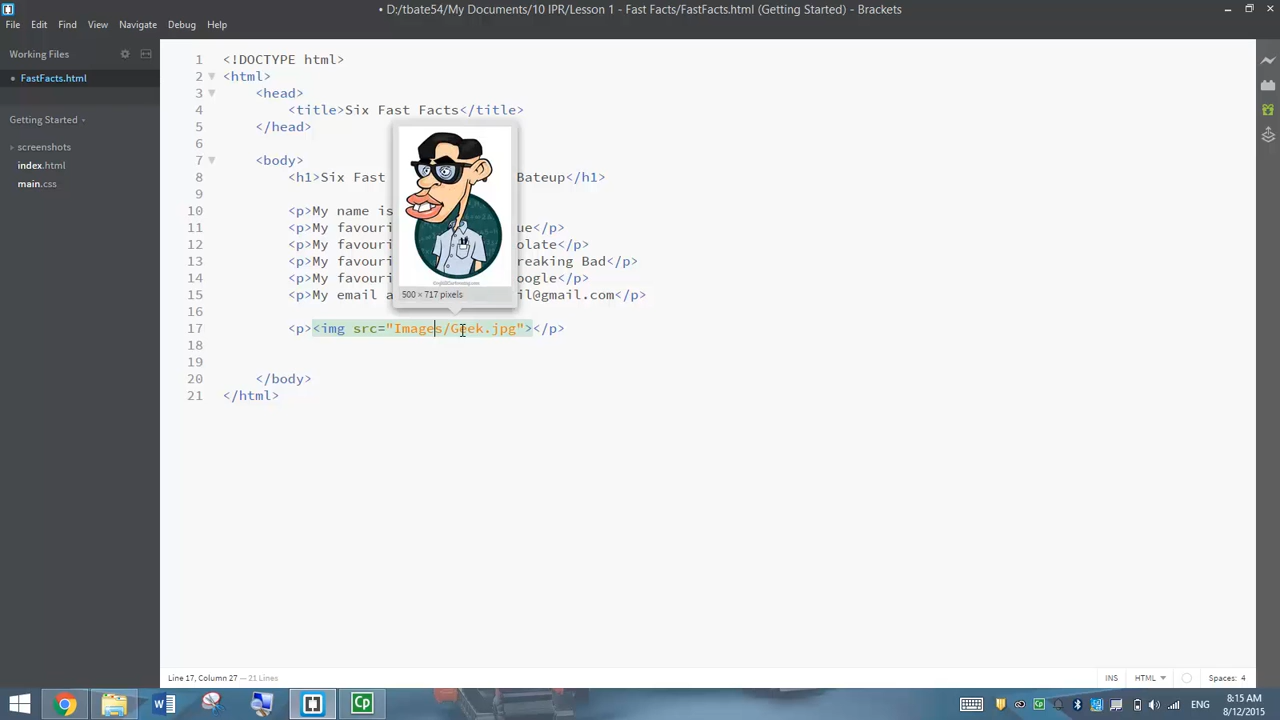 • D:/tbate54/My Documents/10 IPR/Lesson 1 - Fast Facts/FastFacts.html (Getting Started) - Brackets
File Edit Find View Navigate Debug Help
Working Files
FastFacts.html
Getting Started
screenshots
index.html
main.css
1 <!DOCTYPE html>
2 <html>
3 <head>
4 <title>Six Fast Facts</title>
5 </head>
6
7 <body>
8 <h1>Six Fast Bateup</h1>
9
10 <p>My name is
11 <p>My favouri ue</p>
12 <p>My favouri olate</p>
13 <p>My favouri reaking Bad</p>
14 <p>My favouri oogle</p>
15 <p>My email a il@gmail.com</p>
16
17 <p><img src="Images/Geek.jpg"></p>
18
19
20 </body>
21 </html>
500 × 717 pixels
Line 17, Column 27 — 21 Lines
INS HTML Spaces: 4
ENG
8:15 AM
8/12/2015